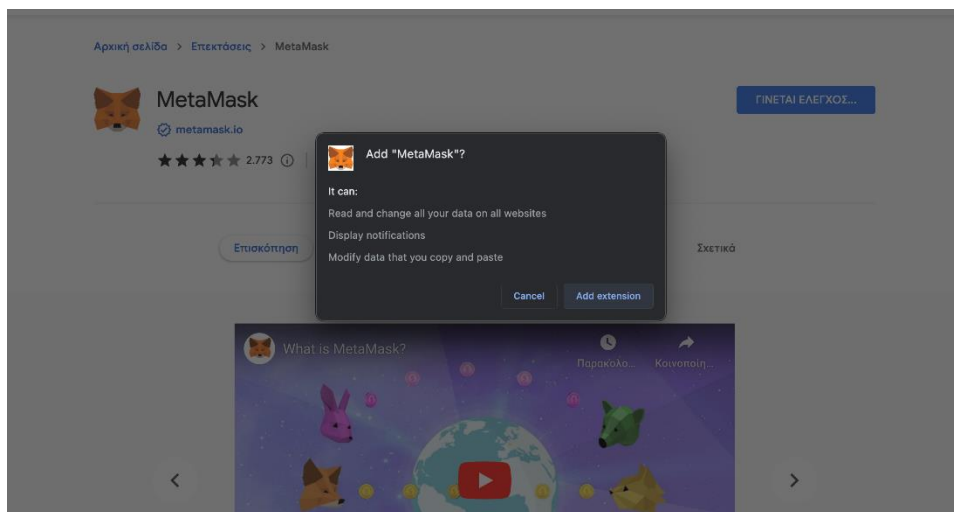 Αρχική σελίδα > Επεκτάσεις > MetaMask
MetaMask
ΓΙΝΕΤΑΙ ΕΛΕΓΧΟΣ...
metamask.io
2.773
Add "MetaMask"?
It can:
Read and change all your data on all websites
Display notifications
Modify data that you copy and paste
Cancel Add extension
Επισκόπηση
Σχετικά
What is MetaMask?
Παρακολο... Κοινοποίη...